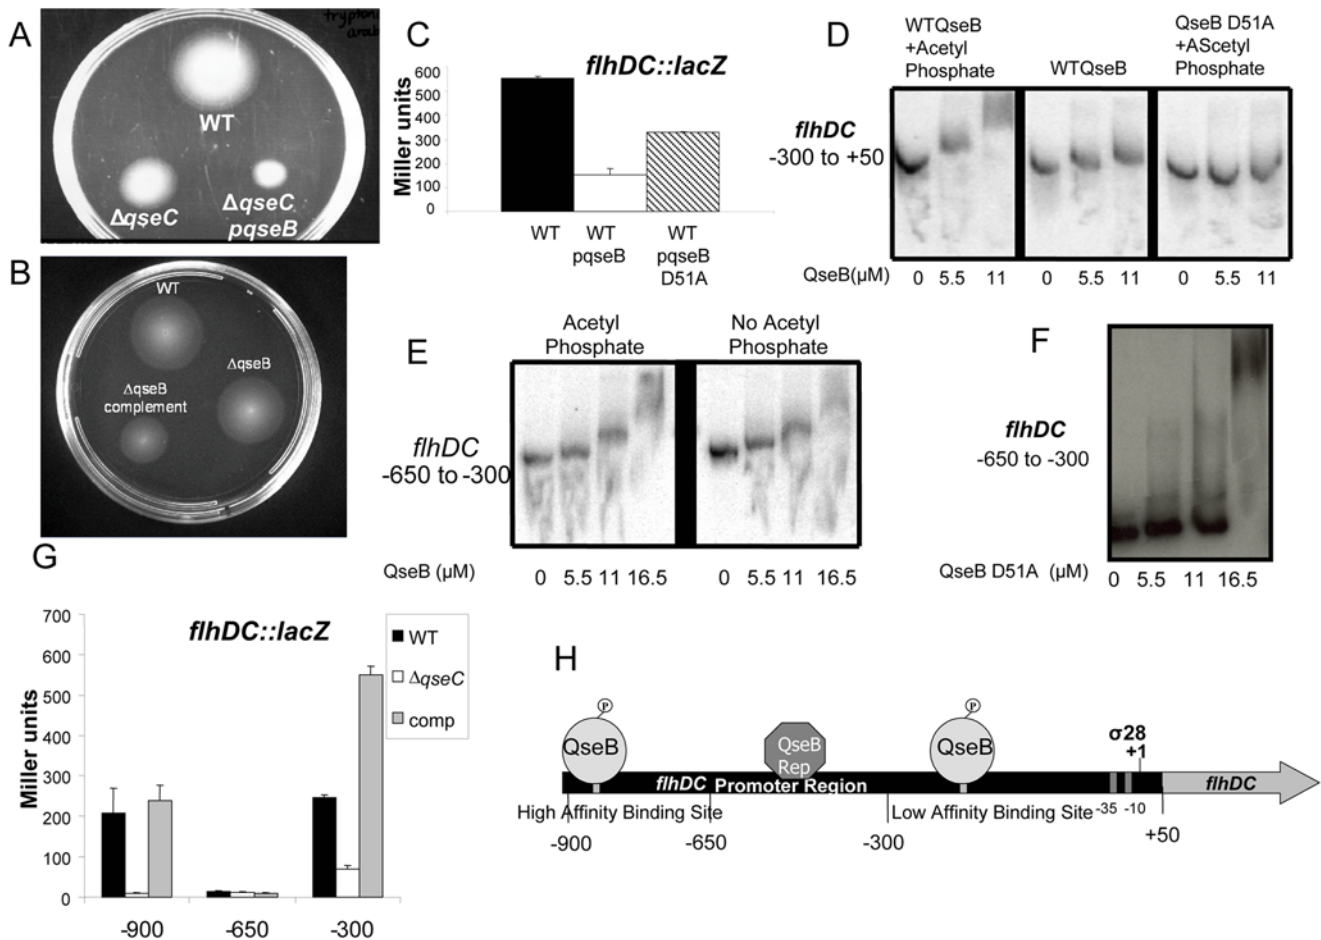 A
tryptoni
arab
WT
ΔqseC
ΔqseC
pqseB
B
WT
ΔqseB
ΔqseB
complement
C
flhDC::lacZ
Miller units
600
500
400
300
200
100
0
WT
WT
pqseB
WT
pqseB
D51A
D
WTQseB
+Acetyl
Phosphate
WTQseB
QseB D51A
+AScetyl
Phosphate
flhDC
-300 to +50
QseB(µM)
0 5.5 11
0 5.5 11
0 5.5 11
E
Acetyl
Phosphate
No Acetyl
Phosphate
flhDC
-650 to -300
QseB (µM)
0 5.5 11 16.5
0 5.5 11 16.5
F
flhDC
-650 to -300
QseB D51A (µM)
0 5.5 11 16.5
G
flhDC::lacZ
Miller units
700
600
500
400
300
200
100
0
-900 -650 -300
WT
ΔqseC
comp
H
P
QseB
QseB
Rep
P
QseB
σ28
+1
flhDC Promoter Region
flhDC
High Affinity Binding Site
Low Affinity Binding Site
-35 -10
-900
-650
-300
+50